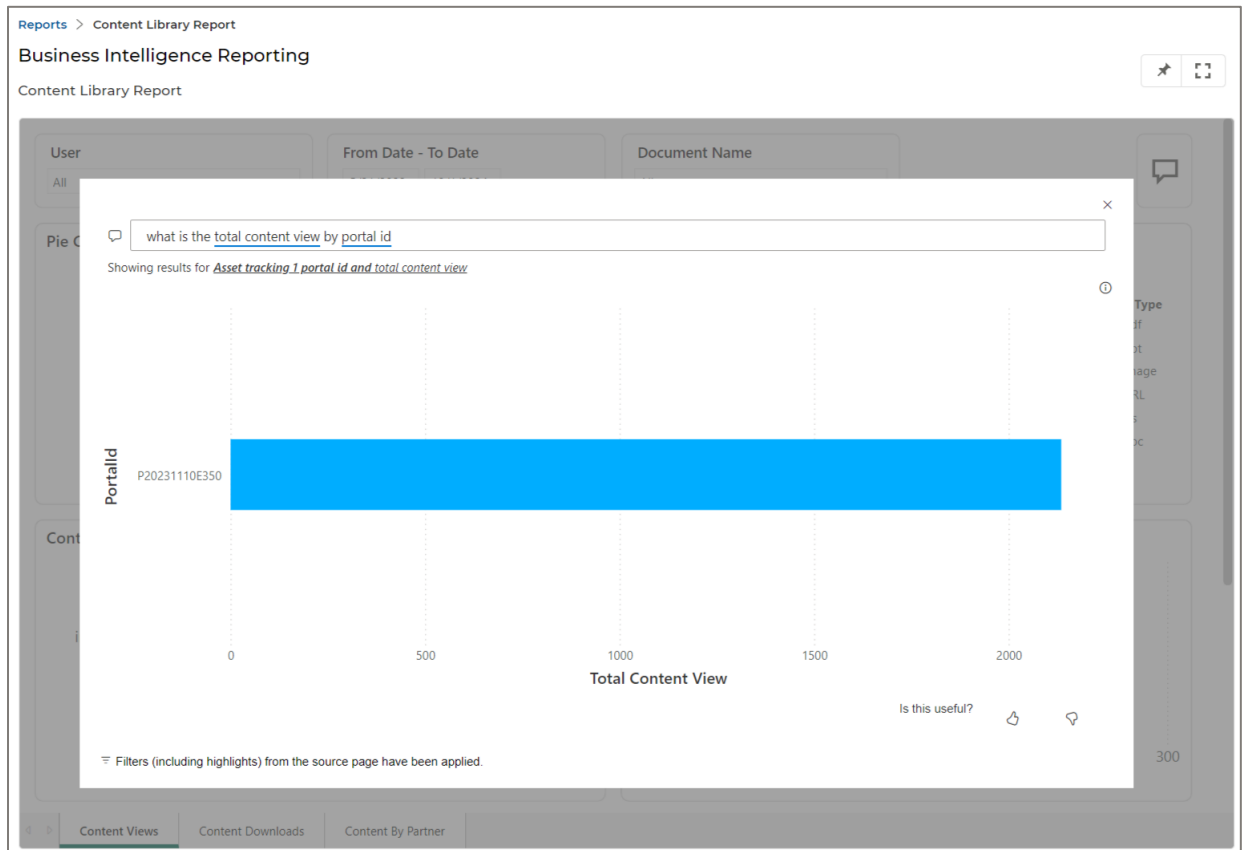 Reports > Content Library Report
Business Intelligence Reporting
Content Library Report
User
From Date - To Date
Document Name
All
what is the total content view by portal id
Showing results for Asset tracking 1 portal id and total content view
Pie
Type
PortalId
P20231110E350
0 500 1000 1500 2000
Total Content View
Is this useful?
Filters (including highlights) from the source page have been applied.
300
Content Views
Content Downloads
Content By Partner